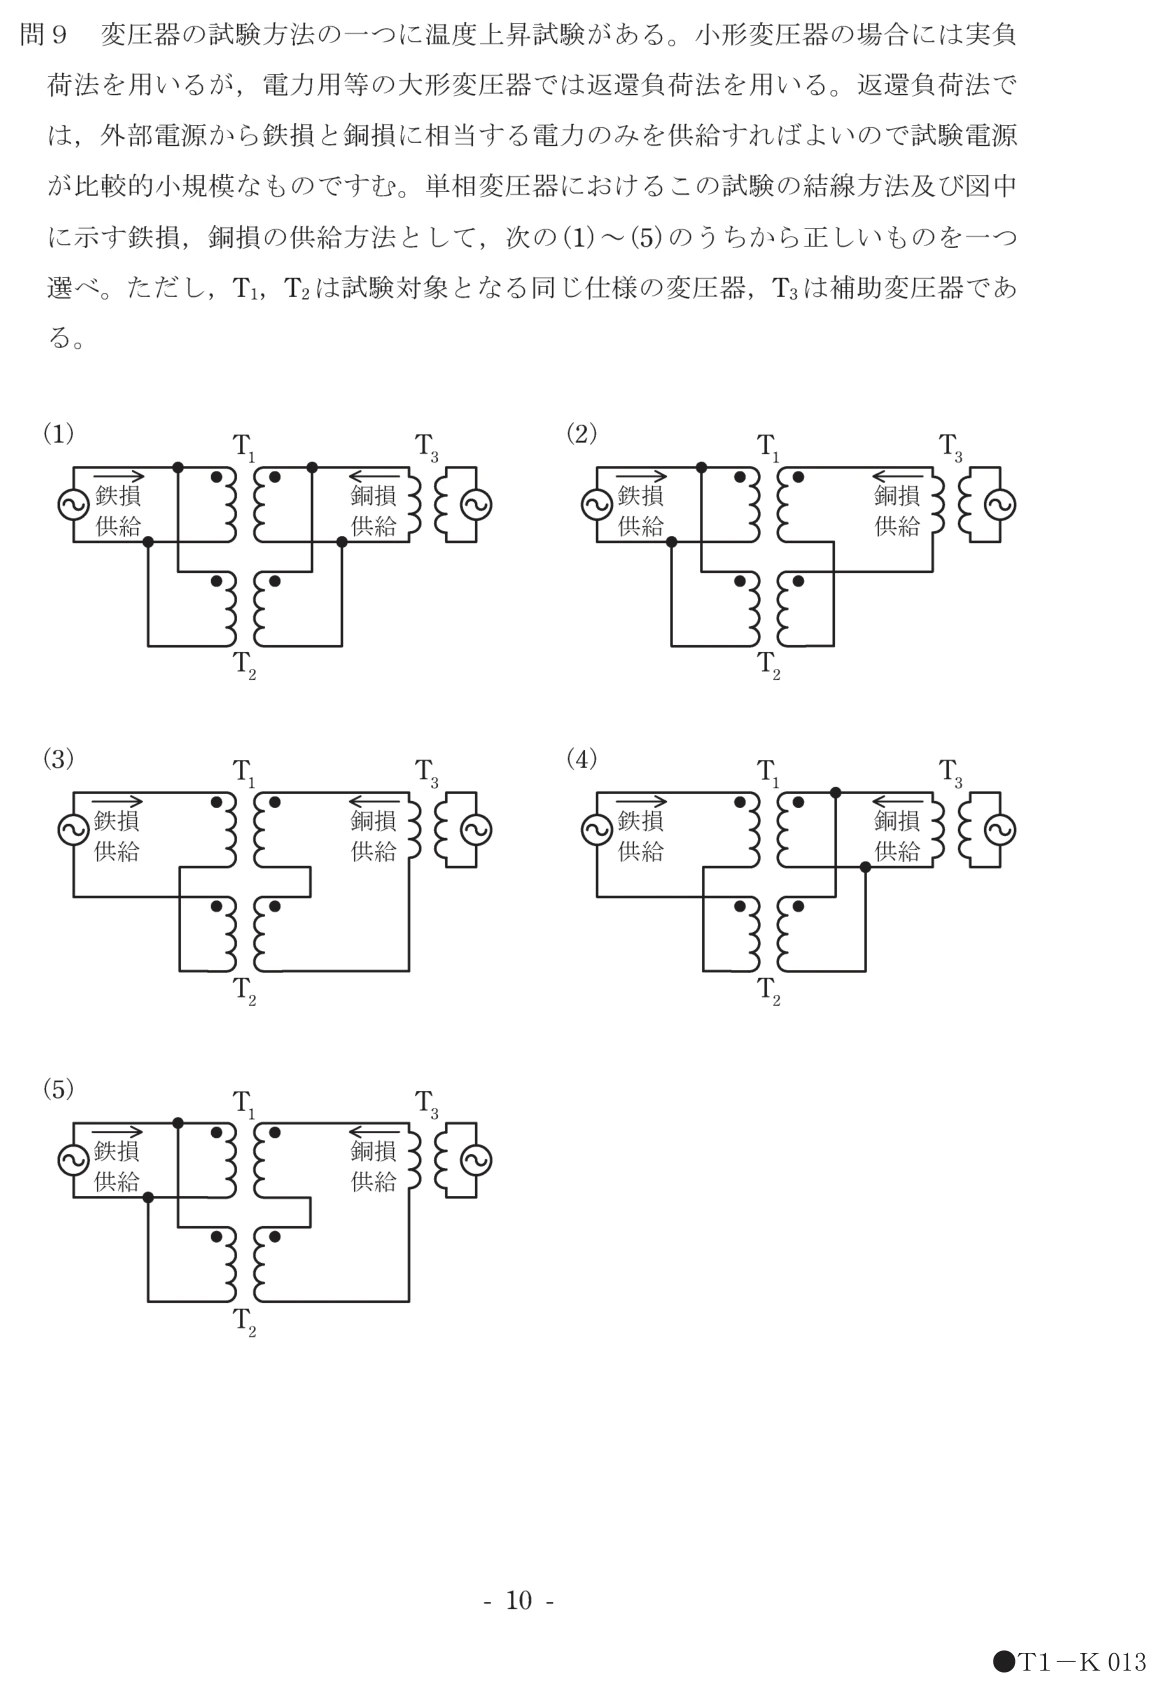 問９　変圧器の試験方法の一つに温度上昇試験がある。小形変圧器の場合には実負
荷法を用いるが，電力用等の大形変圧器では返還負荷法を用いる。返還負荷法で
は，外部電源から鉄損と銅損に相当する電力のみを供給すればよいので試験電源
が比較的小規模なものですむ。単相変圧器におけるこの試験の結線方法及び図中
に示す鉄損，銅損の供給方法として，次の(1)～(5)のうちから正しいものを一つ
選べ。ただし，T1，T2は試験対象となる同じ仕様の変圧器，T3は補助変圧器であ
る。
(1)
T1
T3
鉄損
供給
銅損
供給
T2
(2)
T1
T3
鉄損
供給
銅損
供給
T2
(3)
T1
T3
鉄損
供給
銅損
供給
T2
(4)
T1
T3
鉄損
供給
銅損
供給
T2
(5)
T1
T3
鉄損
供給
銅損
供給
T2
- 10 -
●T1－K 013